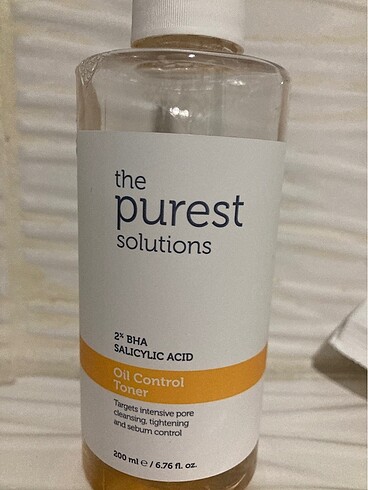 the
purest
solutions
2% BHA
SALICYLIC ACID
Oil Control
Toner
Targets intensive pore
cleansing, tightening
and sebum control
200 ml ℮ / 6.76 fl. oz.